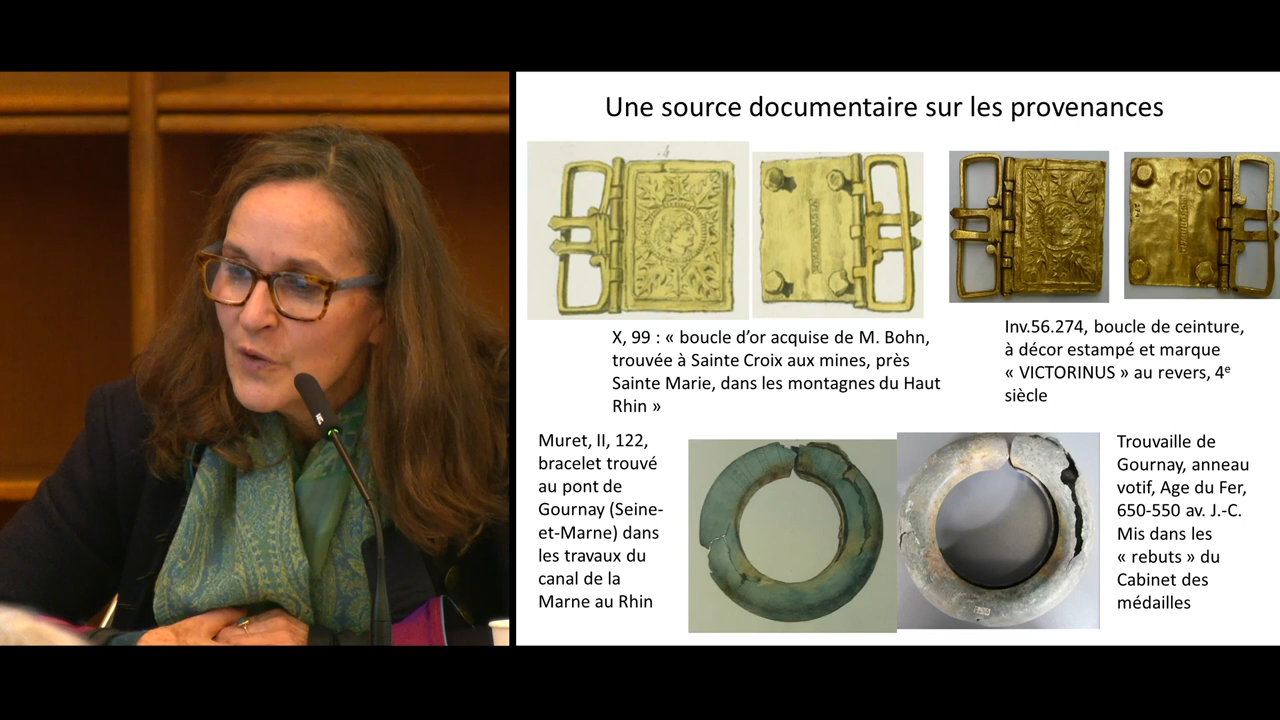 Une source documentaire sur les provenances
X, 99 : « boucle d’or acquise de M. Bohn,
trouvée à Sainte Croix aux mines, près
Sainte Marie, dans les montagnes du Haut
Rhin »
Inv.56.274, boucle de ceinture,
à décor estampé et marque
« VICTORINUS » au revers, 4e
siècle
Muret, II, 122,
bracelet trouvé
au pont de
Gournay (Seine-
et-Marne) dans
les travaux du
canal de la
Marne au Rhin
Trouvaille de
Gournay, anneau
votif, Age du Fer,
650-550 av. J.-C.
Mis dans les
« rebuts » du
Cabinet des
médailles